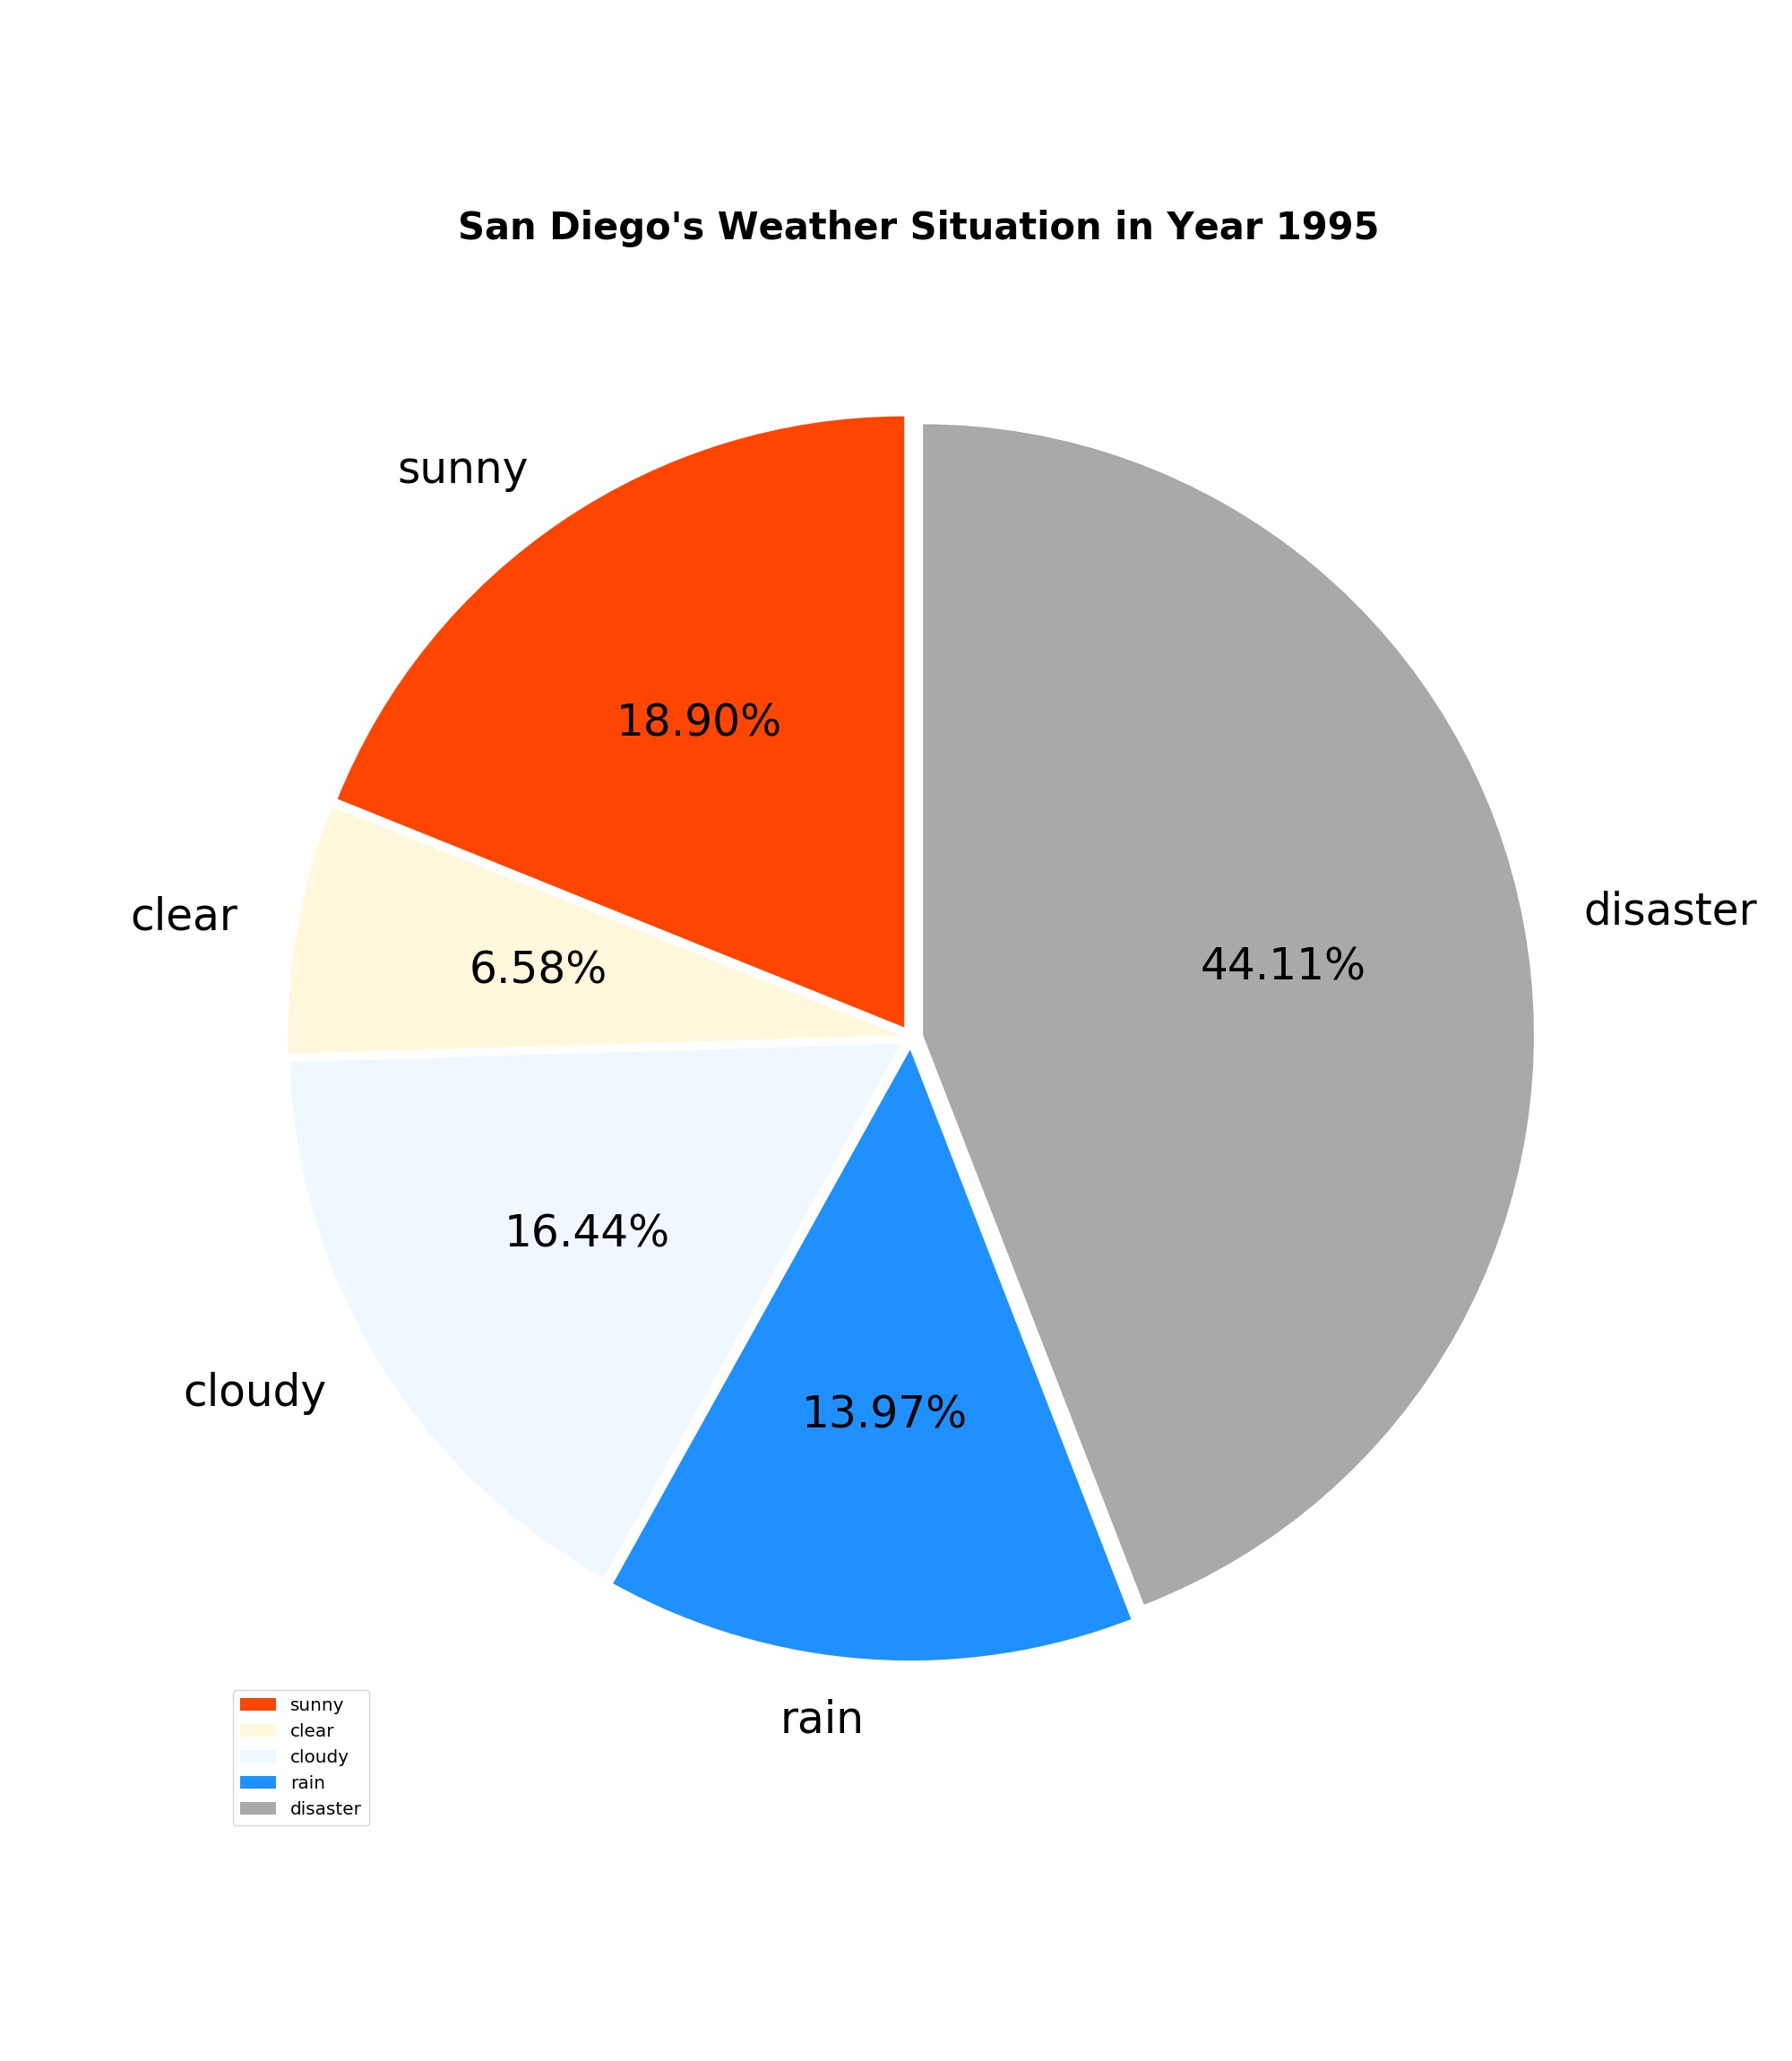 San Diego's Weather Situation in Year 1995
sunny
18.90%
clear
6.58%
disaster
44.11%
16.44%
cloudy
13.97%
rain
sunny
clear
cloudy
rain
disaster